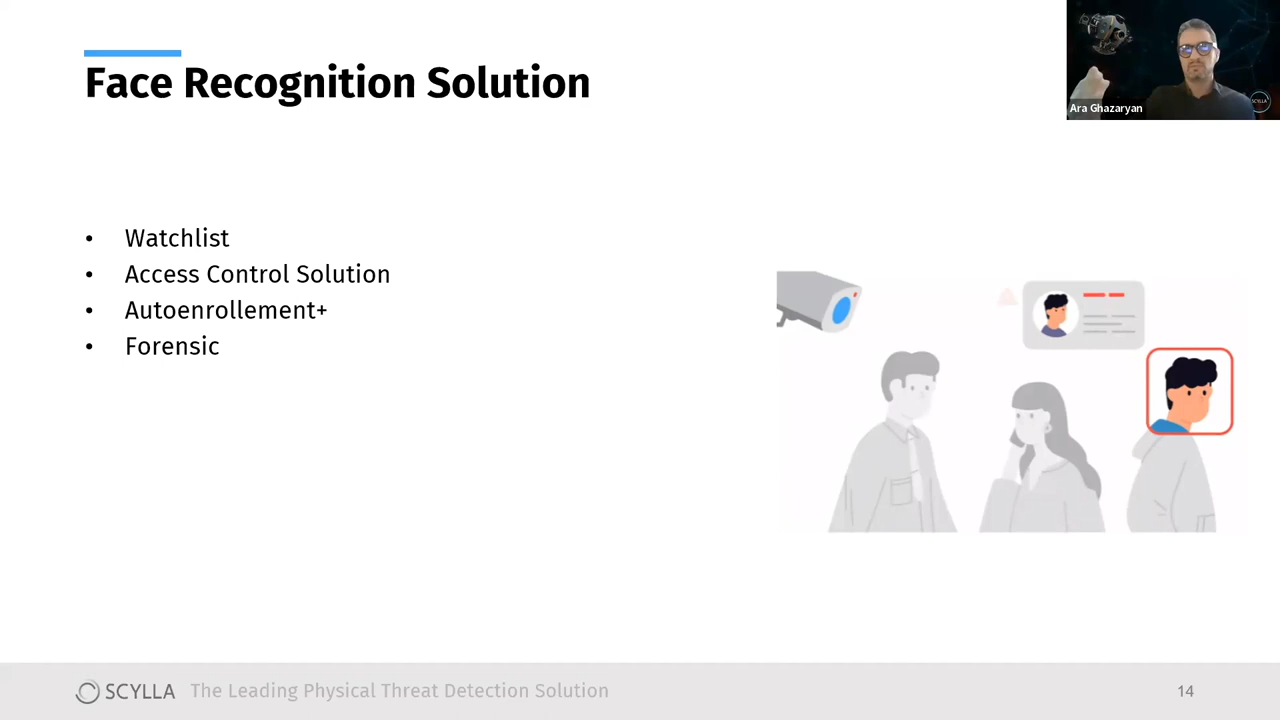 Face Recognition Solution
Ara Ghazaryan
SCYLLA
• Watchlist
• Access Control Solution
• Autoenrollement+
• Forensic
SCYLLA The Leading Physical Threat Detection Solution
14